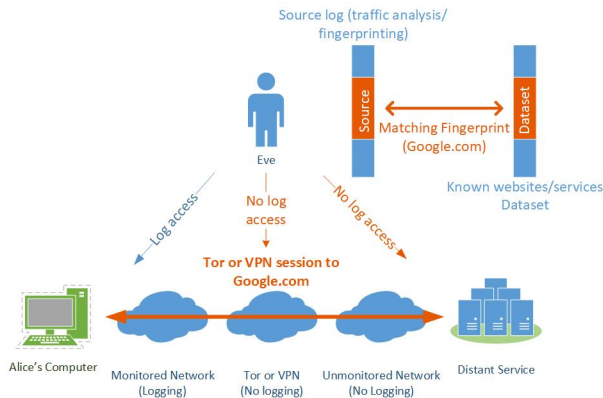 Source log (traffic analysis/
fingerprinting)
Source
Dataset
Matching Fingerprint
(Google.com)
Eve
Known websites/services
Dataset
Log access
No log
access
No log
access
Tor or VPN session to
Google.com
Alice's Computer
Monitored Network
(Logging)
Tor or VPN
(No logging)
Unmonitored Network
(No Logging)
Distant Service